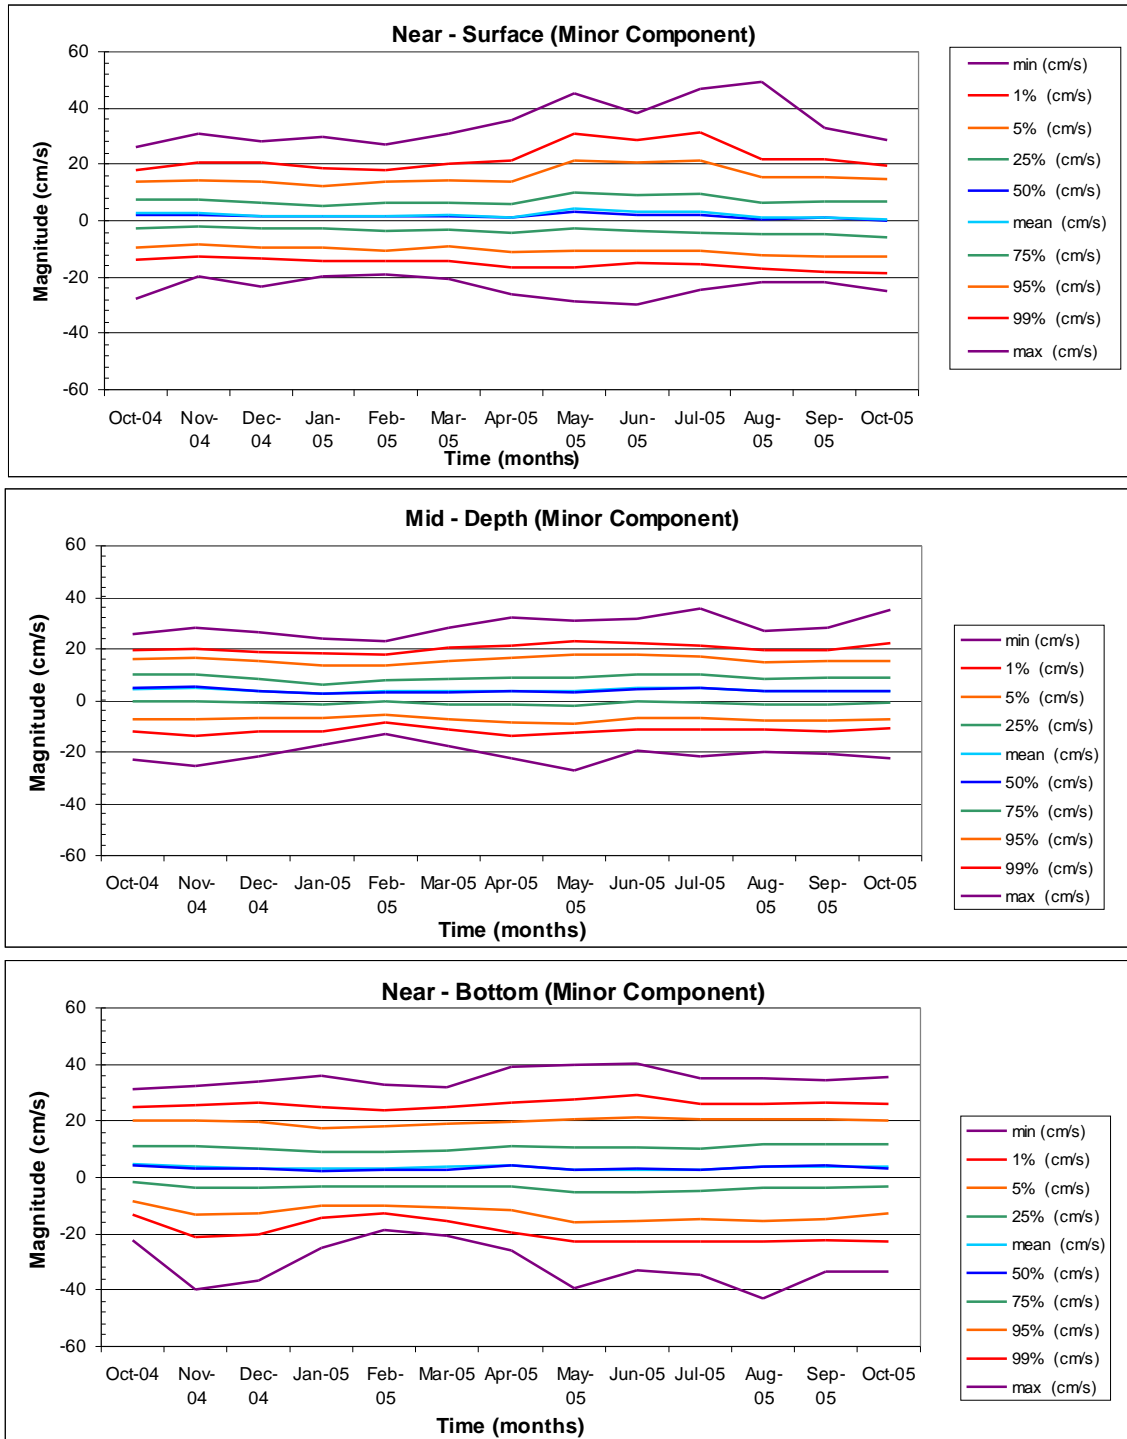 Near - Surface (Minor Component)
60
40
20
0
-20
-40
-60
Magnitude (cm/s)
Oct-04 Nov-04 Dec-04 Jan-05 Feb-05 Mar-05 Apr-05 May-05 Jun-05 Jul-05 Aug-05 Sep-05 Oct-05
Time (months)
min (cm/s)
1% (cm/s)
5% (cm/s)
25% (cm/s)
50% (cm/s)
mean (cm/s)
75% (cm/s)
95% (cm/s)
99% (cm/s)
max (cm/s)
Mid - Depth (Minor Component)
60
40
20
0
-20
-40
-60
Magnitude (cm/s)
Oct-04 Nov-04 Dec-04 Jan-05 Feb-05 Mar-05 Apr-05 May-05 Jun-05 Jul-05 Aug-05 Sep-05 Oct-05
Time (months)
min (cm/s)
1% (cm/s)
5% (cm/s)
25% (cm/s)
mean (cm/s)
50% (cm/s)
75% (cm/s)
95% (cm/s)
99% (cm/s)
max (cm/s)
Near - Bottom (Minor Component)
60
40
20
0
-20
-40
-60
Magnitude (cm/s)
Oct-04 Nov-04 Dec-04 Jan-05 Feb-05 Mar-05 Apr-05 May-05 Jun-05 Jul-05 Aug-05 Sep-05 Oct-05
Time (months)
min (cm/s)
1% (cm/s)
5% (cm/s)
25% (cm/s)
mean (cm/s)
50% (cm/s)
75% (cm/s)
95% (cm/s)
99% (cm/s)
max (cm/s)